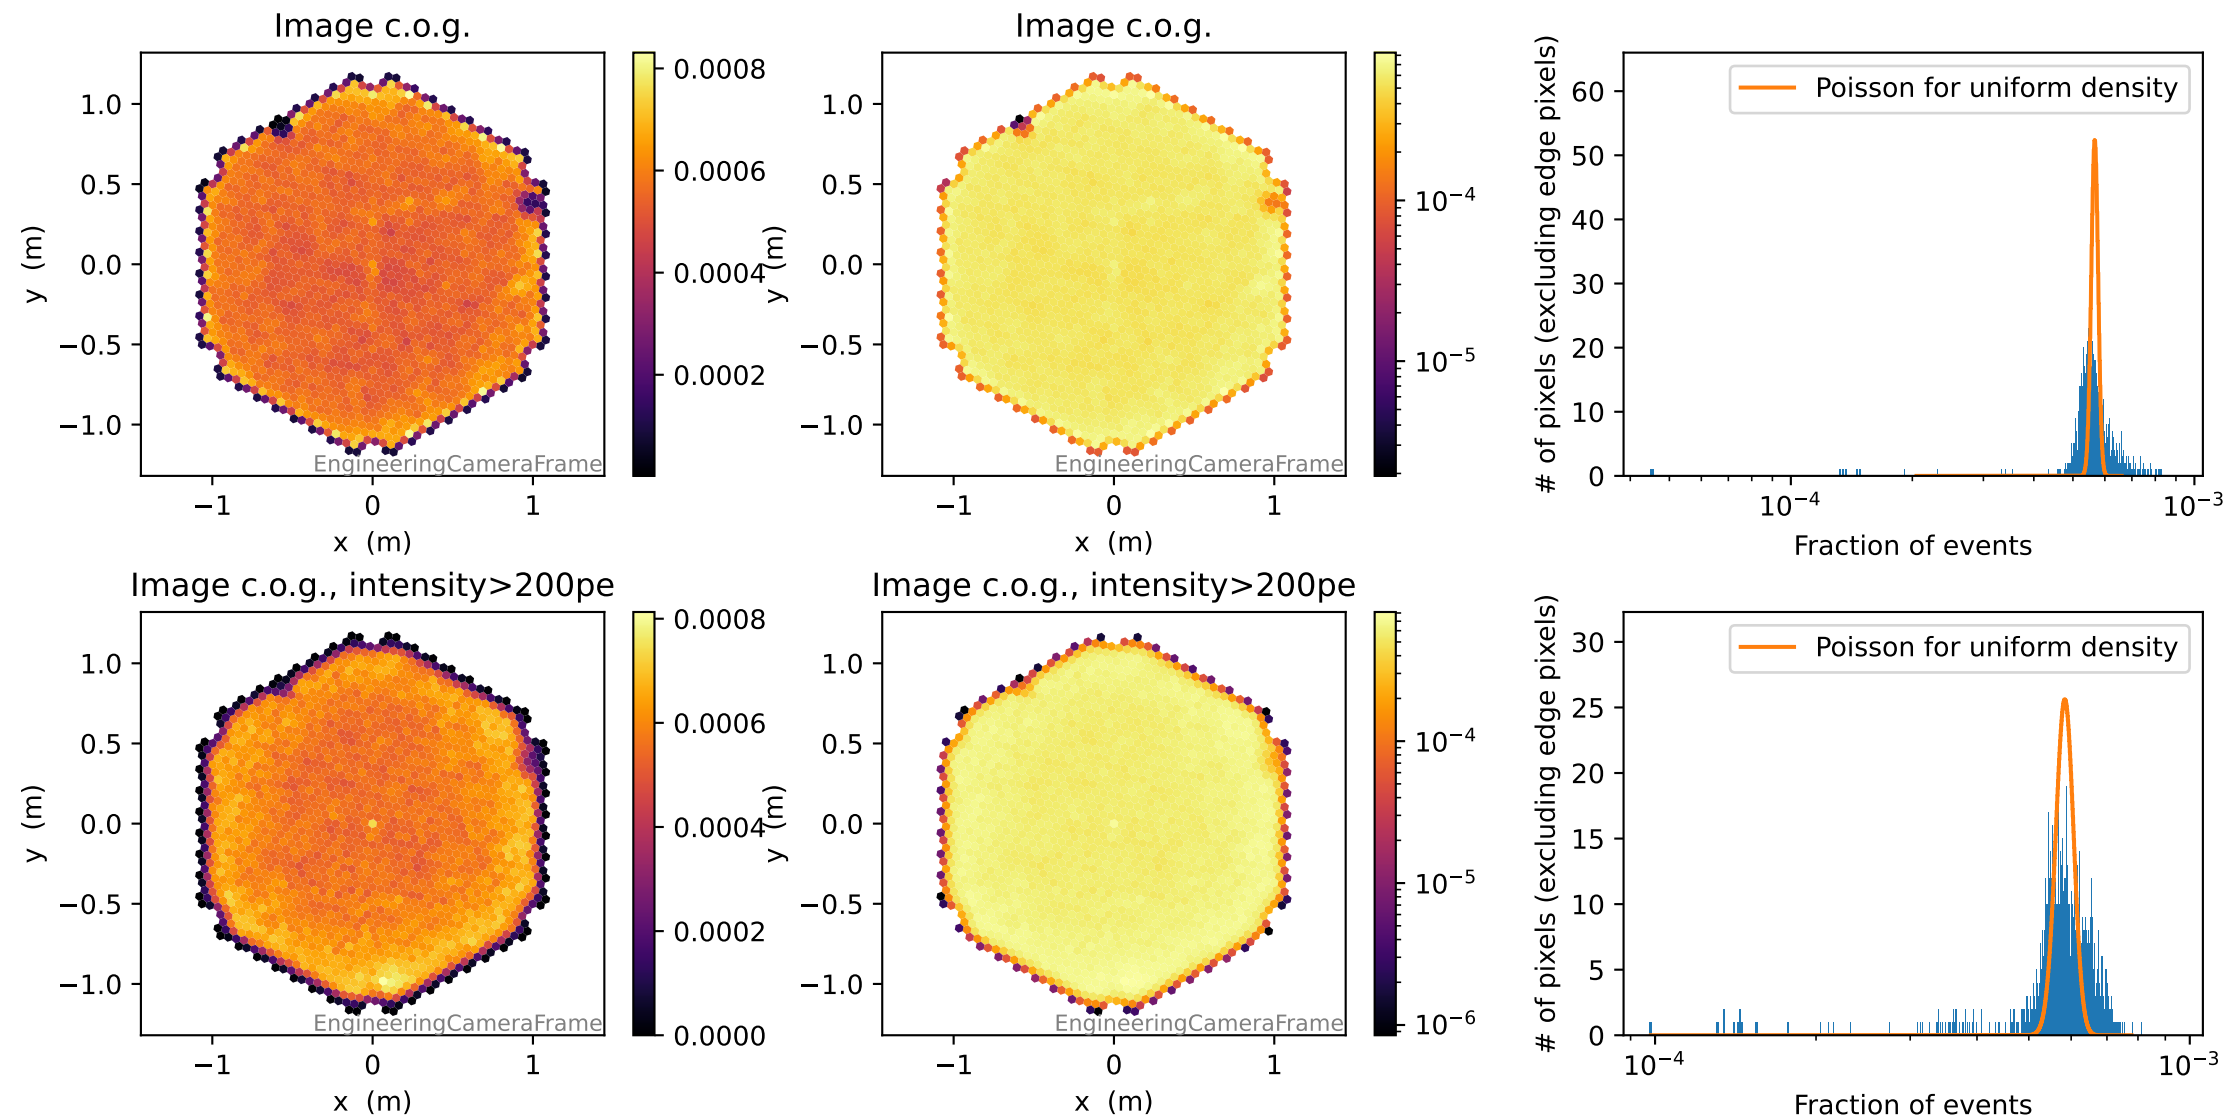 Image c.o.g.
1.0
0.5
0.0
−0.5
−1.0
y (m)
−1
0
1
x (m)
EngineeringCameraFrame
0.0008
0.0006
0.0004
0.0002
Image c.o.g.
1.0
0.5
0.0
−0.5
−1.0
y (m)
−1
0
1
x (m)
EngineeringCameraFrame
10⁻⁴
10⁻⁵
# of pixels (excluding edge pixels)
60
50
40
30
20
10
0
Poisson for uniform density
10⁻⁴
10⁻³
Fraction of events
Image c.o.g., intensity>200pe
1.0
0.5
0.0
−0.5
−1.0
y (m)
−1
0
1
x (m)
EngineeringCameraFrame
0.0008
0.0006
0.0004
0.0002
0.0000
Image c.o.g., intensity>200pe
1.0
0.5
0.0
−0.5
−1.0
y (m)
−1
0
1
x (m)
EngineeringCameraFrame
10⁻⁴
10⁻⁵
10⁻⁶
# of pixels (excluding edge pixels)
30
25
20
15
10
5
0
Poisson for uniform density
10⁻⁴
10⁻³
Fraction of events